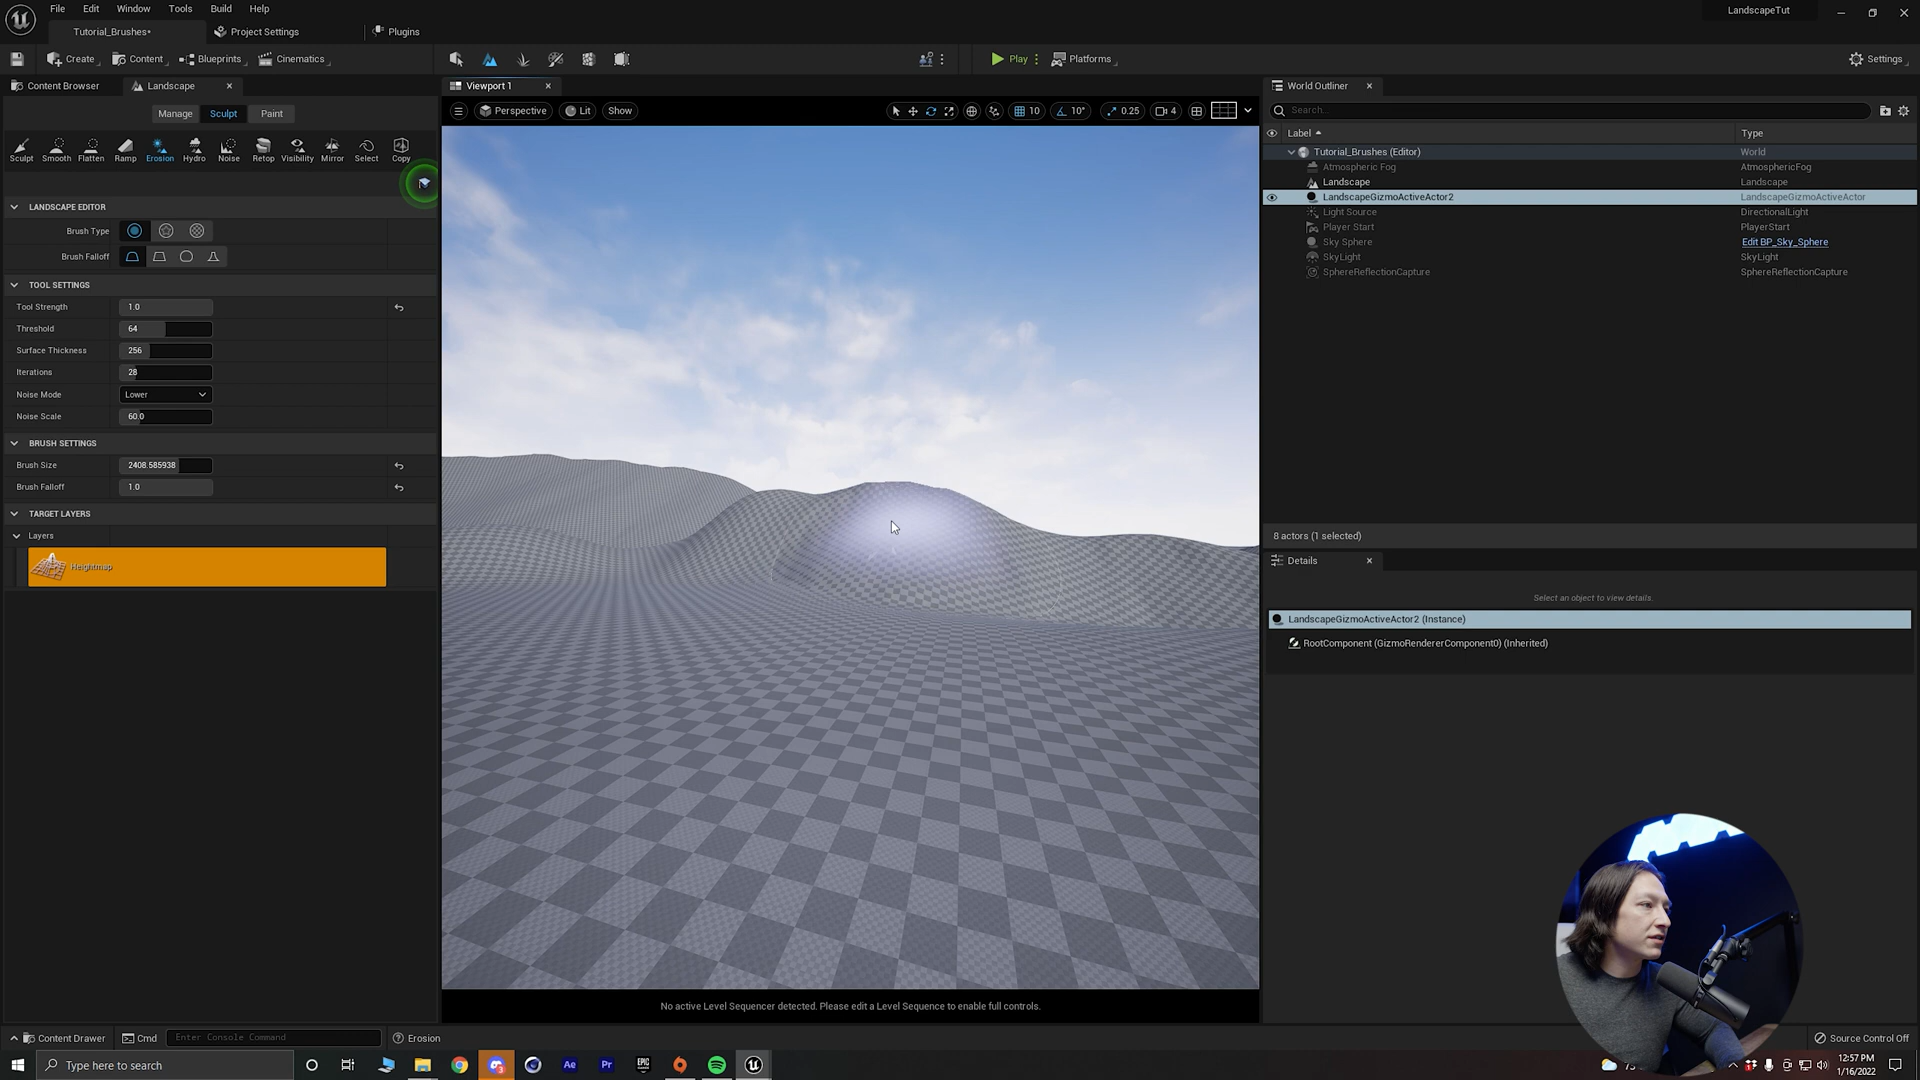 File Edit Window Tools Build Help
LandscapeTut
Tutorial_Brushes•
Project Settings
Plugins
Create
Content
Blueprints
Cinematics
Play
Platforms
Settings
Content Browser
Landscape
Manage
Sculpt
Paint
Sculpt Smooth Flatten Ramp Erosion Hydro Noise Retop Visibility Mirror Select Copy
LANDSCAPE EDITOR
Brush Type
Brush Falloff
TOOL SETTINGS
Tool Strength 1.0
Threshold 64
Surface Thickness 256
Iterations 28
Noise Mode Lower
Noise Scale 60.0
BRUSH SETTINGS
Brush Size 2408.585938
Brush Falloff 1.0
TARGET LAYERS
Layers
Heightmap
Viewport 1
Perspective
Lit
Show
10
10°
0.25
4
No active Level Sequencer detected. Please edit a Level Sequence to enable full controls.
World Outliner
Search...
Label Type
Tutorial_Brushes (Editor) World
Atmospheric Fog AtmosphericFog
Landscape Landscape
LandscapeGizmoActiveActor2 LandscapeGizmoActiveActor
Light Source DirectionalLight
Player Start PlayerStart
Sky Sphere Edit BP_Sky_Sphere
SkyLight SkyLight
SphereReflectionCapture SphereReflectionCapture
8 actors (1 selected)
Details
Select an object to view details.
LandscapeGizmoActiveActor2 (Instance)
RootComponent (GizmoRendererComponent0) (Inherited)
Content Drawer
Cmd
Enter Console Command
Erosion
Source Control Off
Type here to search
Ae
Pr
EPIC
12:57 PM
1/16/2022